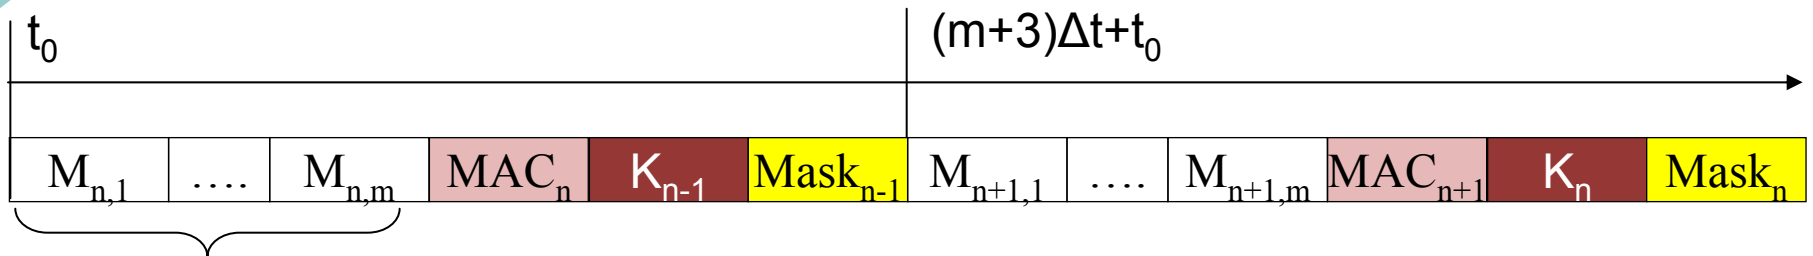 t₀ (m+3)Δt+t₀
Mₙ,₁ …. Mₙ,ₘ MACₙ Kₙ₋₁ Maskₙ₋₁ Mₙ₊₁,₁ …. Mₙ₊₁,ₘ MACₙ₊₁ Kₙ Maskₙ